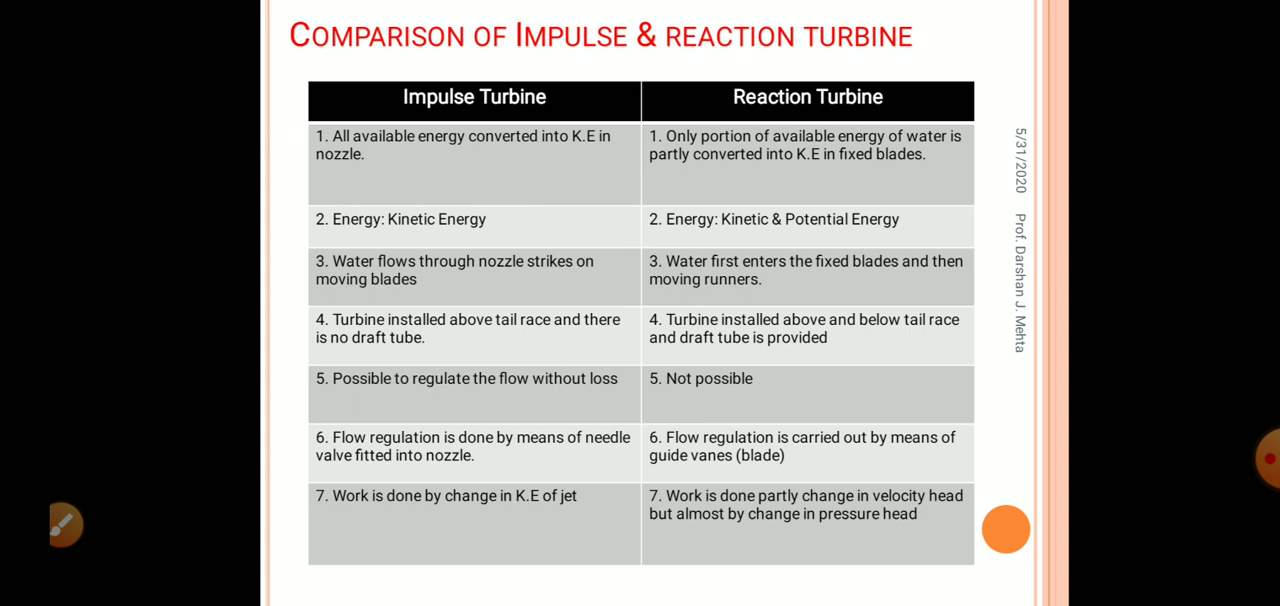 COMPARISON OF IMPULSE & REACTION TURBINE
Impulse Turbine
Reaction Turbine
1. All available energy converted into K.E in
nozzle.
1. Only portion of available energy of water is
partly converted into K.E in fixed blades.
2. Energy: Kinetic Energy
2. Energy: Kinetic & Potential Energy
3. Water flows through nozzle strikes on
moving blades
3. Water first enters the fixed blades and then
moving runners.
4. Turbine installed above tail race and there
is no draft tube.
4. Turbine installed above and below tail race
and draft tube is provided
5. Possible to regulate the flow without loss
5. Not possible
6. Flow regulation is done by means of needle
valve fitted into nozzle.
6. Flow regulation is carried out by means of
guide vanes (blade)
7. Work is done by change in K.E of jet
7. Work is done partly change in velocity head
but almost by change in pressure head
5/31/2020 Prof. Darshan J. Mehta